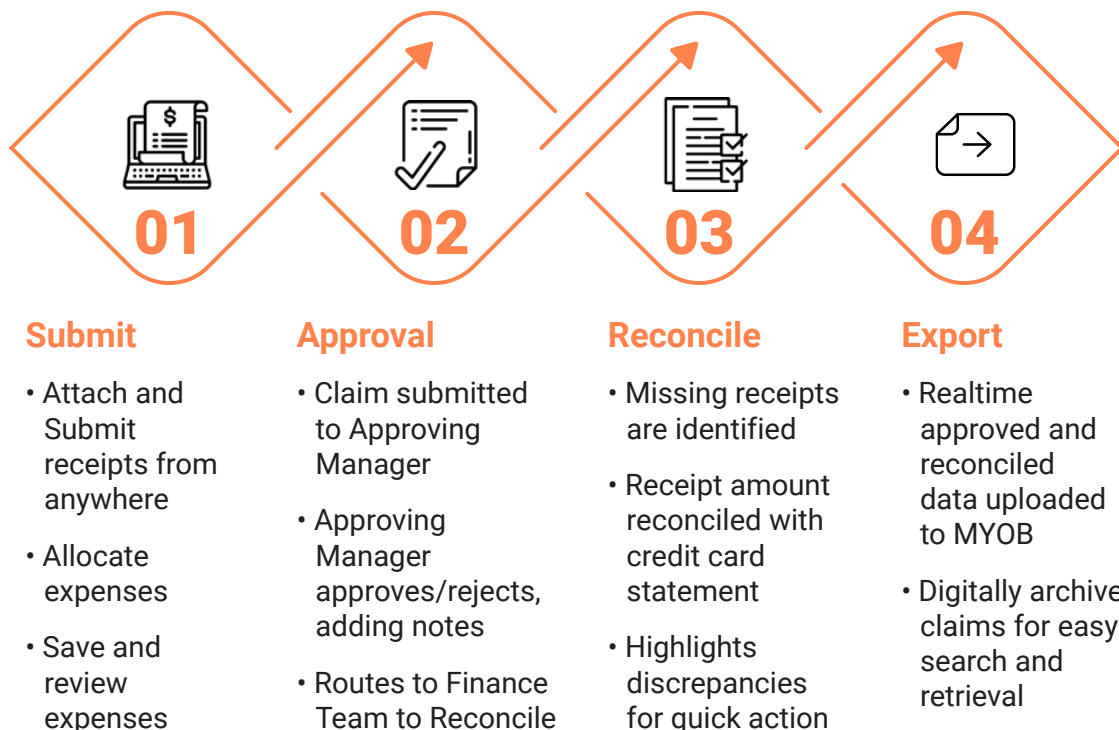 $
01
02
03
04
Submit
• Attach and
Submit
receipts from
anywhere
• Allocate
expenses
• Save and
review
expenses
Approval
• Claim submitted
to Approving
Manager
• Approving
Manager
approves/rejects,
adding notes
• Routes to Finance
Team to Reconcile
Reconcile
• Missing receipts
are identified
• Receipt amount
reconciled with
credit card
statement
• Highlights
discrepancies
for quick action
Export
• Realtime
approved and
reconciled
data uploaded
to MYOB
• Digitally archive
claims for easy
search and
retrieval